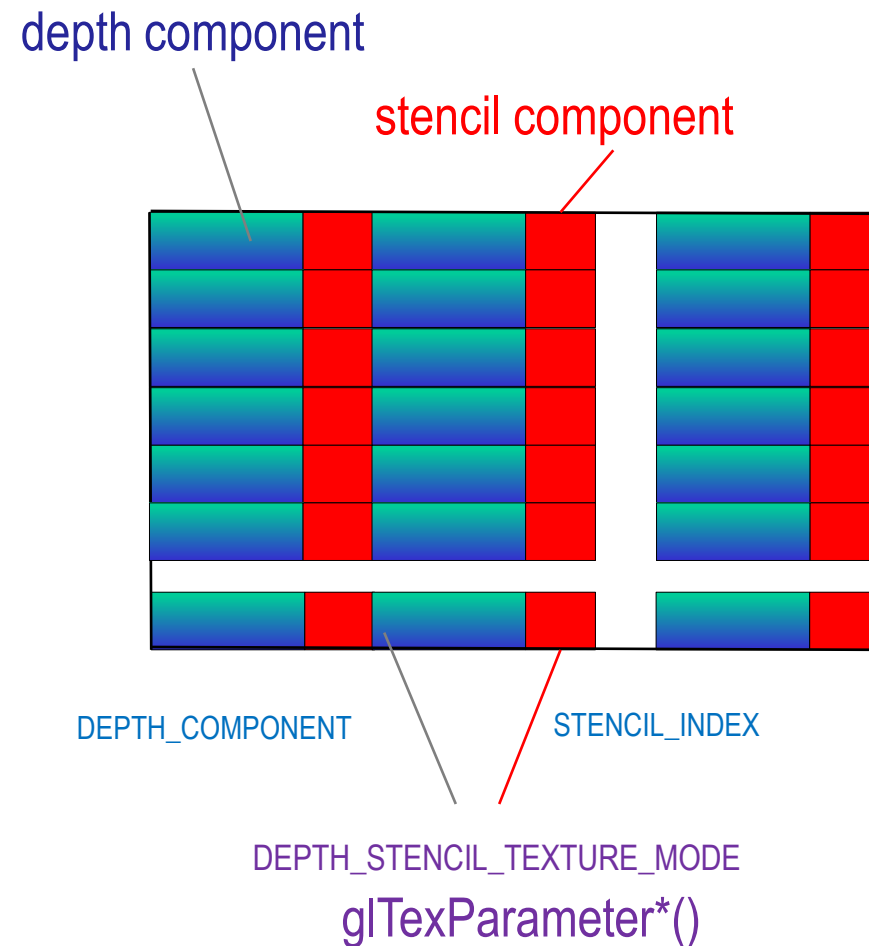 depth component
stencil component
DEPTH_COMPONENT
STENCIL_INDEX
DEPTH_STENCIL_TEXTURE_MODE
glTexParameter*()